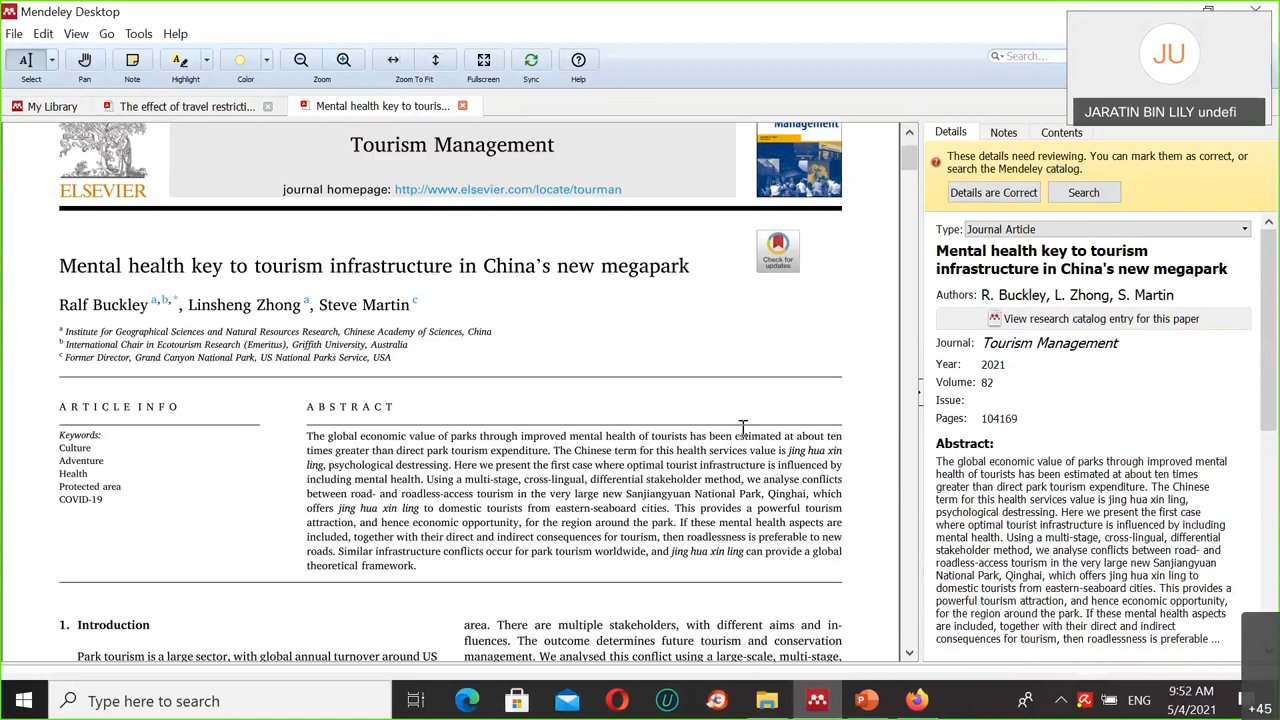 Mendeley Desktop
File Edit View Go Tools Help
Select Pan Note Highlight Color Zoom Zoom To Fit Fullscreen Sync Help
Search...
JU
JARATIN BIN LILY undefi
My Library The effect of travel restricti... Mental health key to touris...
ELSEVIER
Tourism Management
journal homepage: http://www.elsevier.com/locate/tourman
Management
Check for
updates
Mental health key to tourism infrastructure in China's new megapark
Ralf Buckley a,b,*, Linsheng Zhong a, Steve Martin c
a Institute for Geographical Sciences and Natural Resources Research, Chinese Academy of Sciences, China
b International Chair in Ecotourism Research (Emeritus), Griffith University, Australia
c Former Director, Grand Canyon National Park, US National Parks Service, USA
ARTICLE INFO
Keywords:
Culture
Adventure
Health
Protected area
COVID-19
ABSTRACT
The global economic value of parks through improved mental health of tourists has been estimated at about ten
times greater than direct park tourism expenditure. The Chinese term for this health services value is jing hua xin
ling, psychological destressing. Here we present the first case where optimal tourist infrastructure is influenced by
including mental health. Using a multi-stage, cross-lingual, differential stakeholder method, we analyse conflicts
between road- and roadless-access tourism in the very large new Sanjiangyuan National Park, Qinghai, which
offers jing hua xin ling to domestic tourists from eastern-seaboard cities. This provides a powerful tourism
attraction, and hence economic opportunity, for the region around the park. If these mental health aspects are
included, together with their direct and indirect consequences for tourism, then roadlessness is preferable to new
roads. Similar infrastructure conflicts occur for park tourism worldwide, and jing hua xin ling can provide a global
theoretical framework.
1. Introduction
Park tourism is a large sector, with global annual turnover around US
area. There are multiple stakeholders, with different aims and in-
fluences. The outcome determines future tourism and conservation
management. We analysed this conflict using a large-scale, multi-stage,
Details Notes Contents
These details need reviewing. You can mark them as correct, or
search the Mendeley catalog.
Details are Correct Search
Type: Journal Article
Mental health key to tourism
infrastructure in China's new megapark
Authors: R. Buckley, L. Zhong, S. Martin
View research catalog entry for this paper
Journal: Tourism Management
Year: 2021
Volume: 82
Issue:
Pages: 104169
Abstract:
The global economic value of parks through improved mental
health of tourists has been estimated at about ten times
greater than direct park tourism expenditure. The Chinese
term for this health services value is jing hua xin ling,
psychological destressing. Here we present the first case
where optimal tourist infrastructure is influenced by including
mental health. Using a multi-stage, cross-lingual, differential
stakeholder method, we analyse conflicts between road- and
roadless-access tourism in the very large new Sanjiangyuan
National Park, Qinghai, which offers jing hua xin ling to
domestic tourists from eastern-seaboard cities. This provides a
powerful tourism attraction, and hence economic opportunity,
for the region around the park. If these mental health aspects
are included, together with their direct and indirect
consequences for tourism, then roadlessness is preferable ...
Type here to search
ENG
9:52 AM
5/4/2021
+45